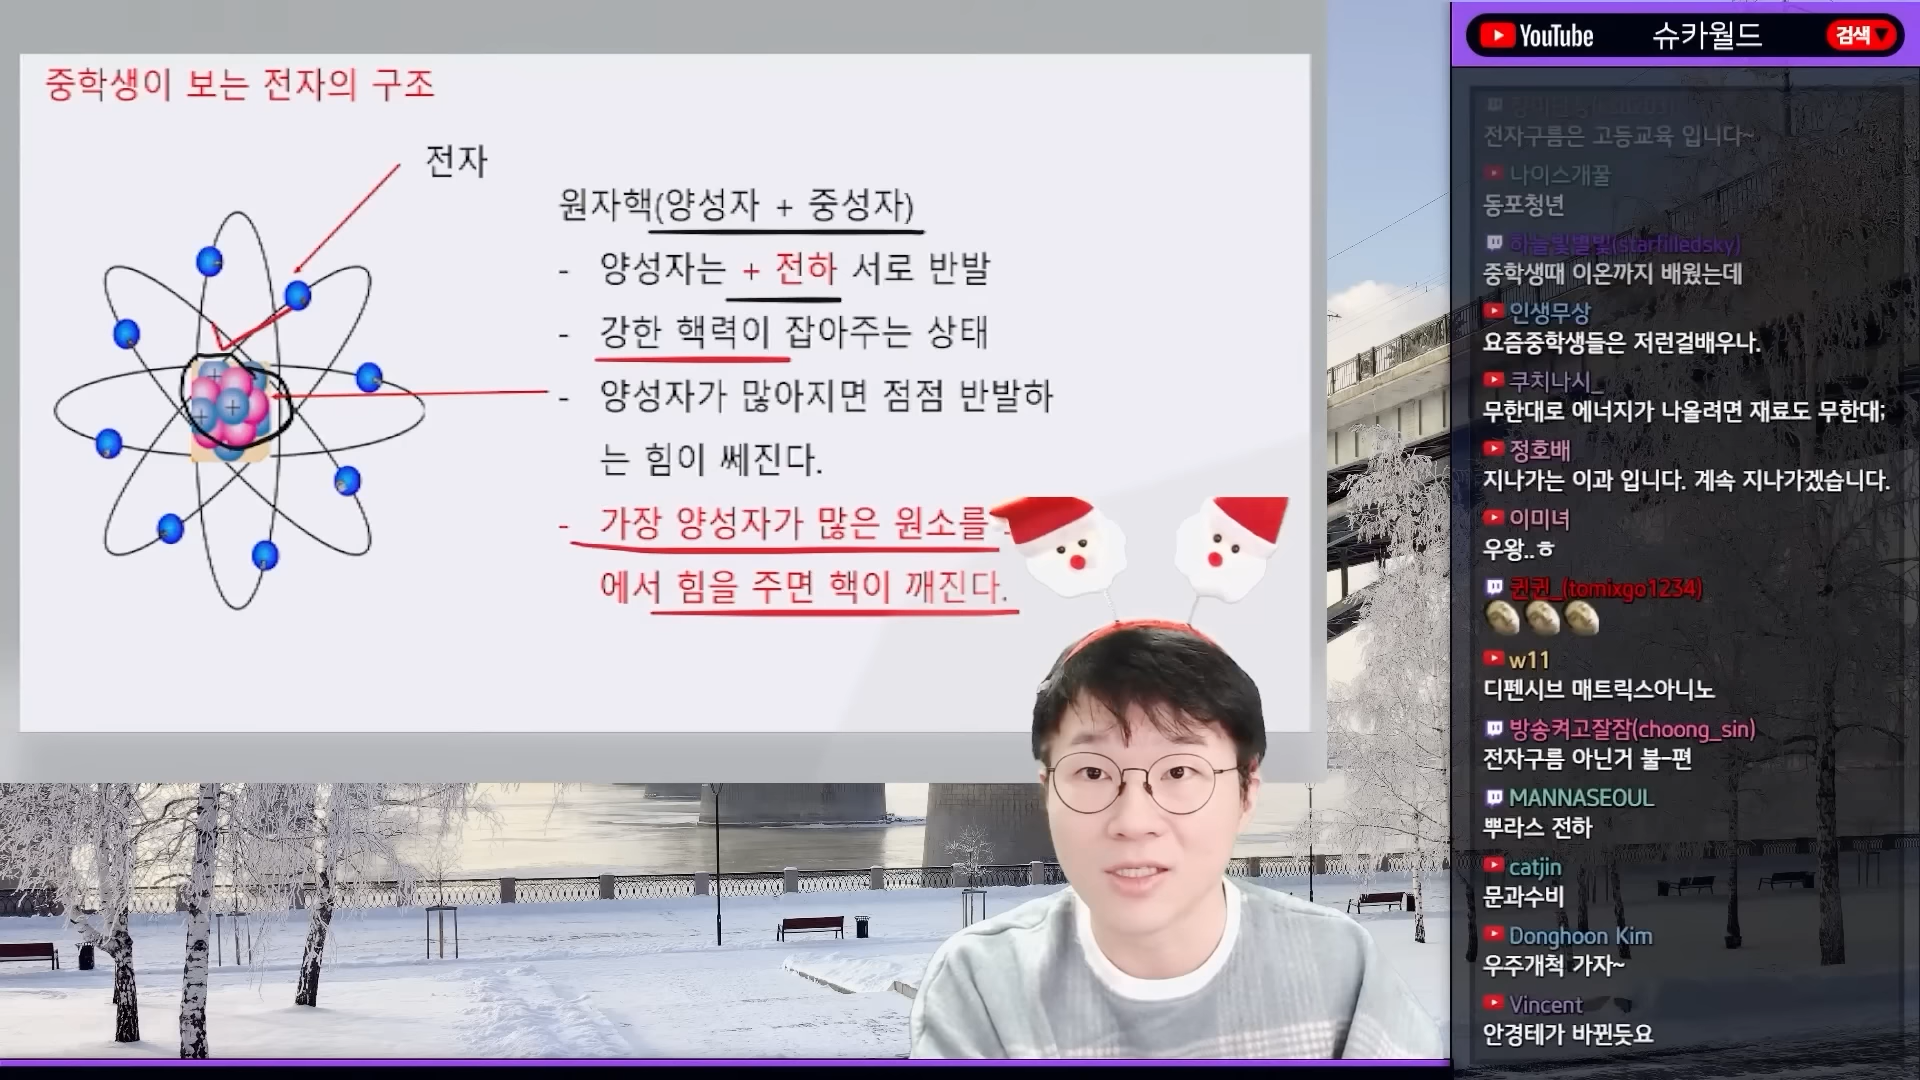 중학생이 보는 전자의 구조
전자
원자핵(양성자 + 중성자)
- 양성자는 + 전하 서로 반발
- 강한 핵력이 잡아주는 상태
- 양성자가 많아지면 점점 반발하
는 힘이 쎄진다.
- 가장 양성자가 많은 원소를
에서 힘을 주면 핵이 깨진다.
YouTube 슈카월드 검색
전자구름은 고등교육 입니다~
나이스개꿀
동포청년
하늘빛별빛(starfilledsky)
중학생때 이온까지 배웠는데
인생무상
요즘중학생들은 저런걸배우나.
쿠치나시_
무한대로 에너지가 나올려면 재료도 무한대;
정호배
지나가는 이과 입니다. 계속 지나가겠습니다.
이미녀
우왕..ㅎ
퀸퀸_(tomixgo1234)
w11
디펜시브 매트릭스아니노
방송켜고잘잠(choong_sin)
전자구름 아닌거 불-편
MANNASEOUL
뿌라스 전하
catjin
문과수비
Donghoon Kim
우주개척 가자~
Vincent
안경테가 바뀐듯요